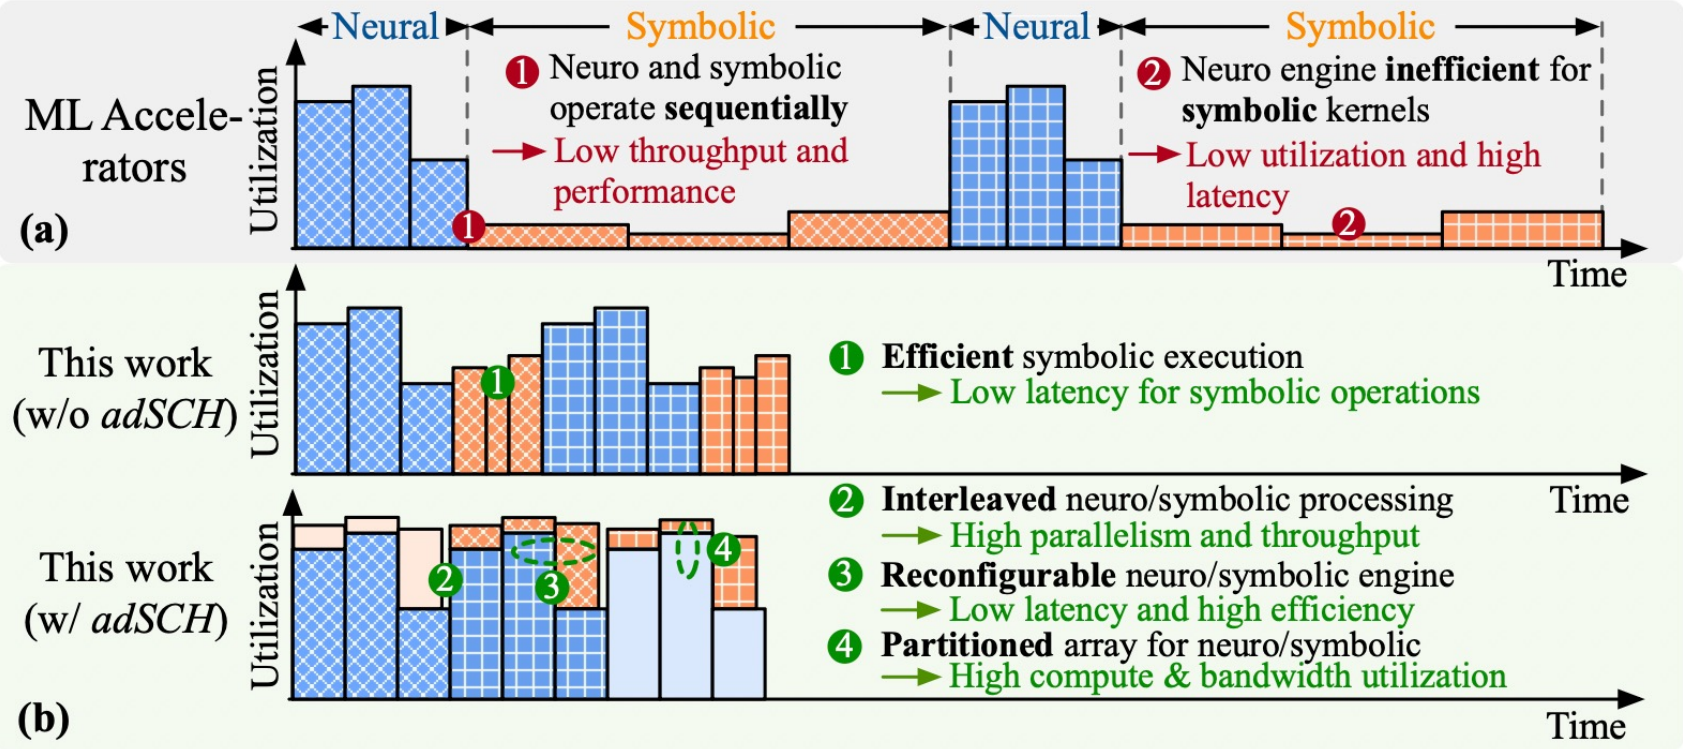 Neural
Symbolic
Neural
Symbolic
ML Accele-
rators
(a)
Utilization
1 Neuro and symbolic
operate sequentially
Low throughput and
performance
2 Neuro engine inefficient for
symbolic kernels
Low utilization and high
latency
1
2
Time
This work
(w/o adSCH)
Utilization
1
1 Efficient symbolic execution
Low latency for symbolic operations
Time
This work
(w/ adSCH)
(b)
Utilization
2
3
4
2 Interleaved neuro/symbolic processing
High parallelism and throughput
3 Reconfigurable neuro/symbolic engine
Low latency and high efficiency
4 Partitioned array for neuro/symbolic
High compute & bandwidth utilization
Time